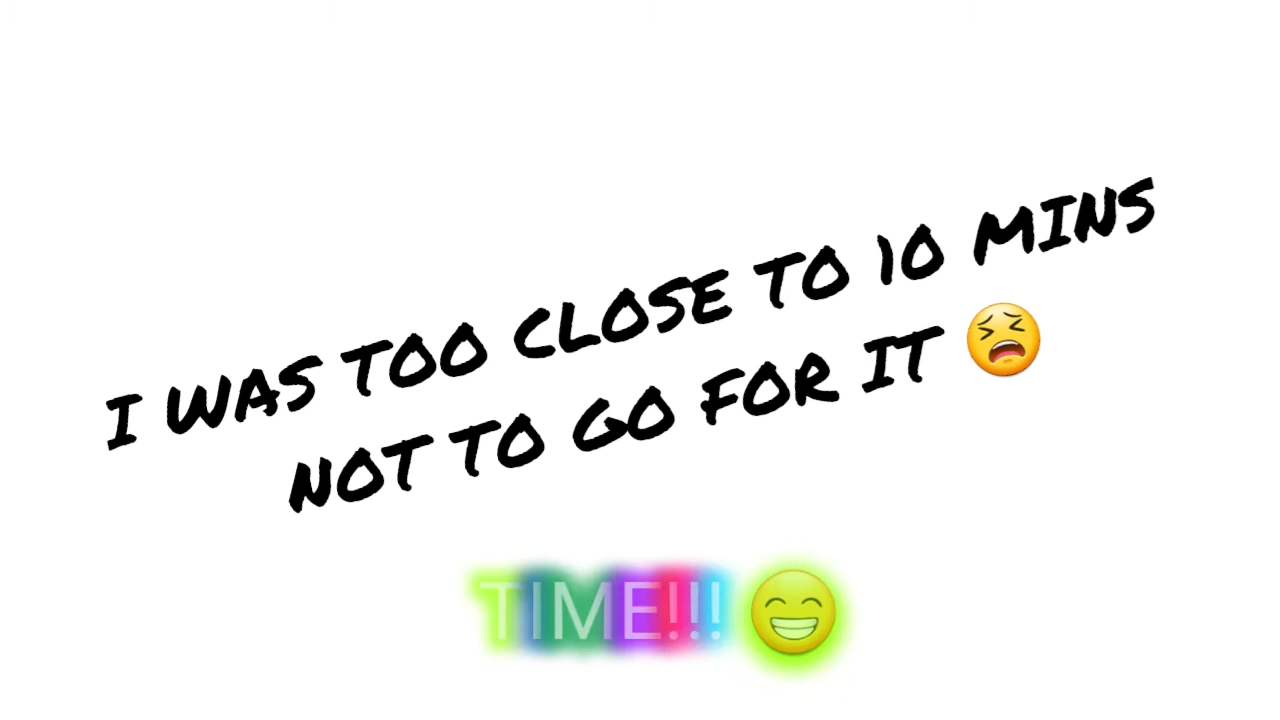 I WAS TOO CLOSE TO 10 MINS
NOT TO GO FOR IT 😫
TIME!!! 😁